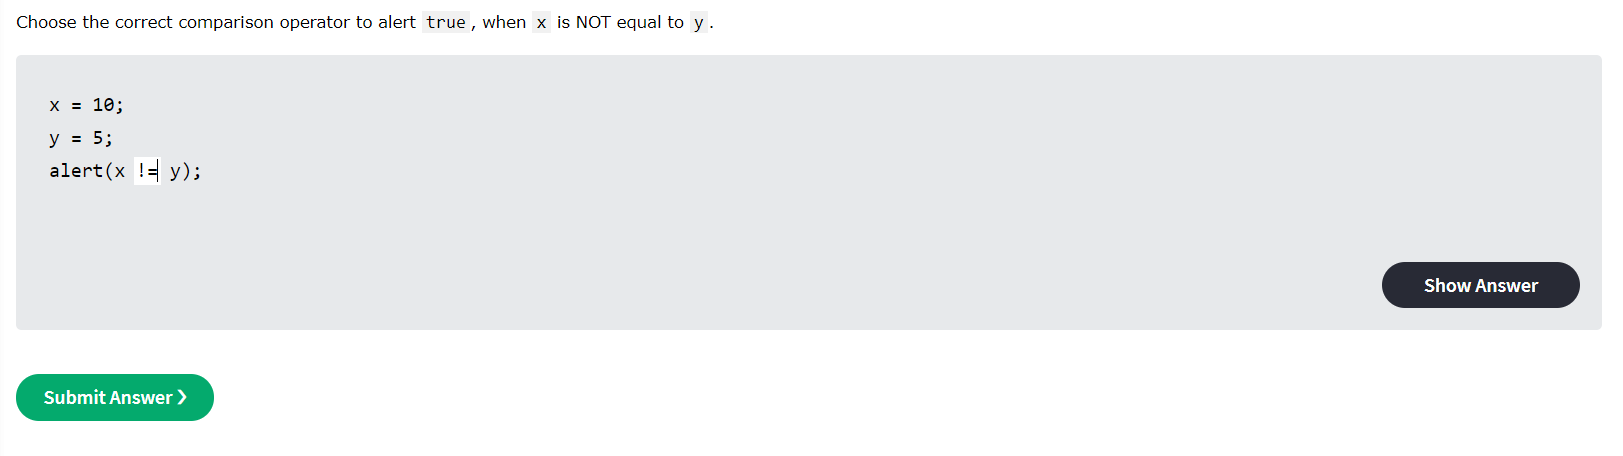 Choose the correct comparison operator to alert true, when x is NOT equal to y.
x = 10;
y = 5;
alert(x != y);
Show Answer
Submit Answer ❯